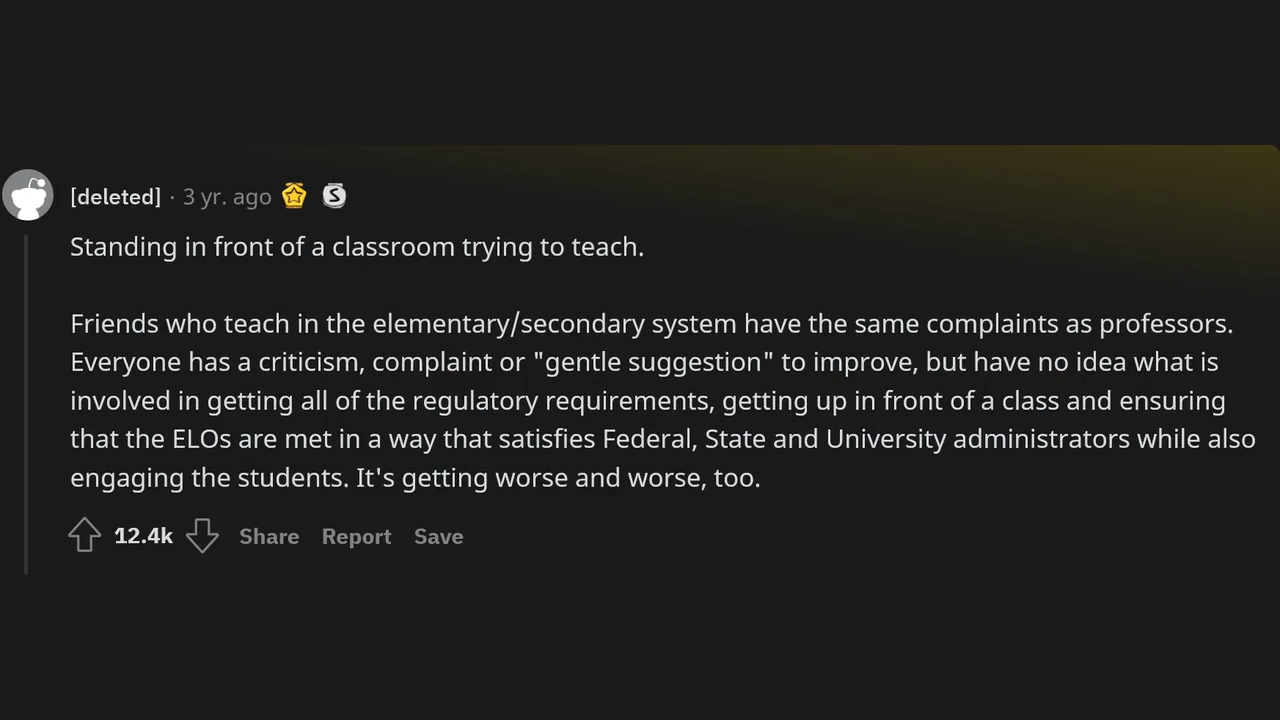 [deleted] · 3 yr. ago S
Standing in front of a classroom trying to teach.
Friends who teach in the elementary/secondary system have the same complaints as professors.
Everyone has a criticism, complaint or "gentle suggestion" to improve, but have no idea what is
involved in getting all of the regulatory requirements, getting up in front of a class and ensuring
that the ELOs are met in a way that satisfies Federal, State and University administrators while also
engaging the students. It's getting worse and worse, too.
12.4k Share Report Save